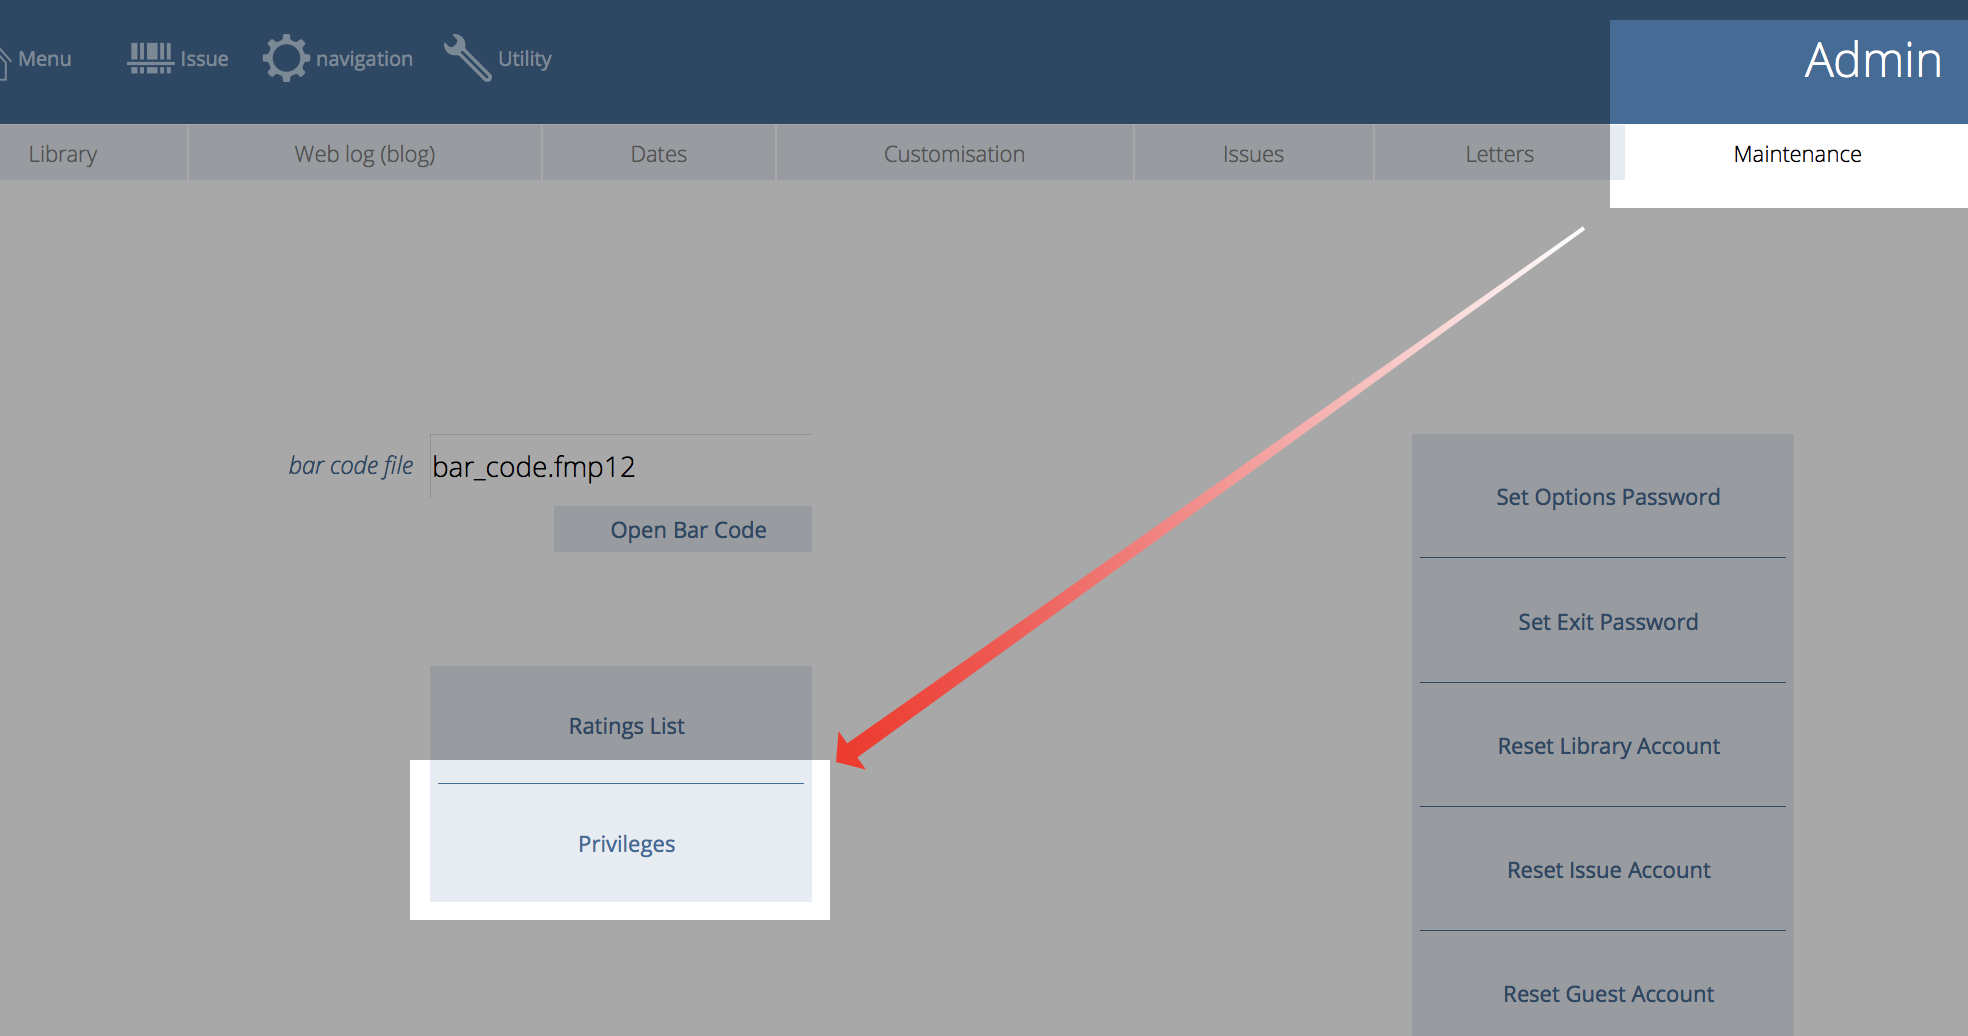 Menu Issue navigation Utility Admin
Library Web log (blog) Dates Customisation Issues Letters Maintenance
bar code file bar_code.fmp12
Open Bar Code
Ratings List
Privileges
Set Options Password
Set Exit Password
Reset Library Account
Reset Issue Account
Reset Guest Account